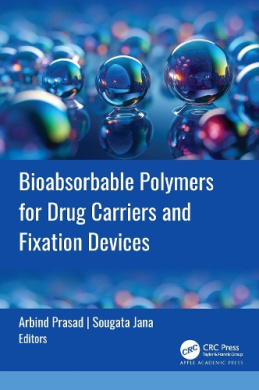 Bioabsorbable Polymers
for Drug Carriers and
Fixation Devices
Arbind Prasad | Sougata Jana
Editors
CRC Press
Taylor & Francis Group
APPLE ACADEMIC PRESS